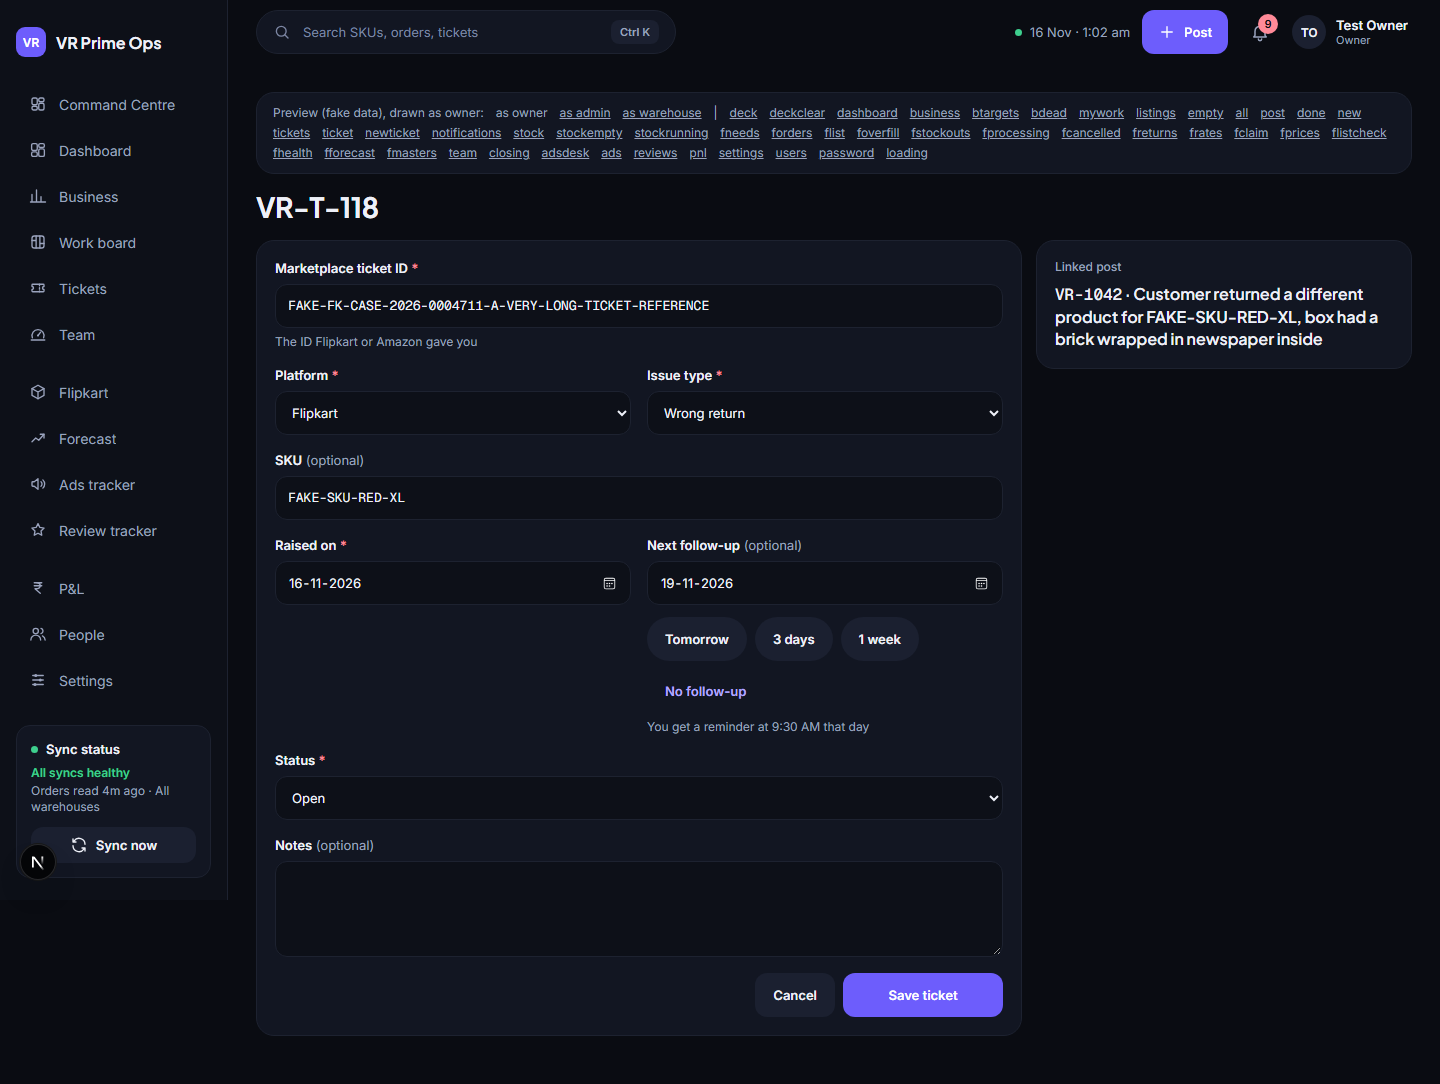 VR
VR Prime Ops
Search SKUs, orders, tickets
Ctrl K
16 Nov · 1:02 am
Post
9
TO
Test Owner
Owner
Command Centre
Dashboard
Business
Work board
Tickets
Team
Flipkart
Forecast
Ads tracker
Review tracker
P&L
People
Settings
Sync status
All syncs healthy
Orders read 4m ago · All
warehouses
Sync now
N
Preview (fake data), drawn as owner: as owner as admin as warehouse | deck deckclear dashboard business btargets bdead mywork listings empty all post done new
tickets ticket newticket notifications stock stockempty stockrunning fneeds forders flist foverfill fstockouts fprocessing fcancelled freturns frates fclaim fprices flistcheck
fhealth fforecast fmasters team closing adsdesk ads reviews pnl settings users password loading
VR-T-118
Marketplace ticket ID *
FAKE-FK-CASE-2026-0004711-A-VERY-LONG-TICKET-REFERENCE
The ID Flipkart or Amazon gave you
Platform *
Issue type *
Flipkart
Wrong return
SKU (optional)
FAKE-SKU-RED-XL
Raised on *
Next follow-up (optional)
16-11-2026
19-11-2026
Tomorrow
3 days
1 week
No follow-up
You get a reminder at 9:30 AM that day
Status *
Open
Notes (optional)
Cancel
Save ticket
Linked post
VR-1042 · Customer returned a different
product for FAKE-SKU-RED-XL, box had a
brick wrapped in newspaper inside